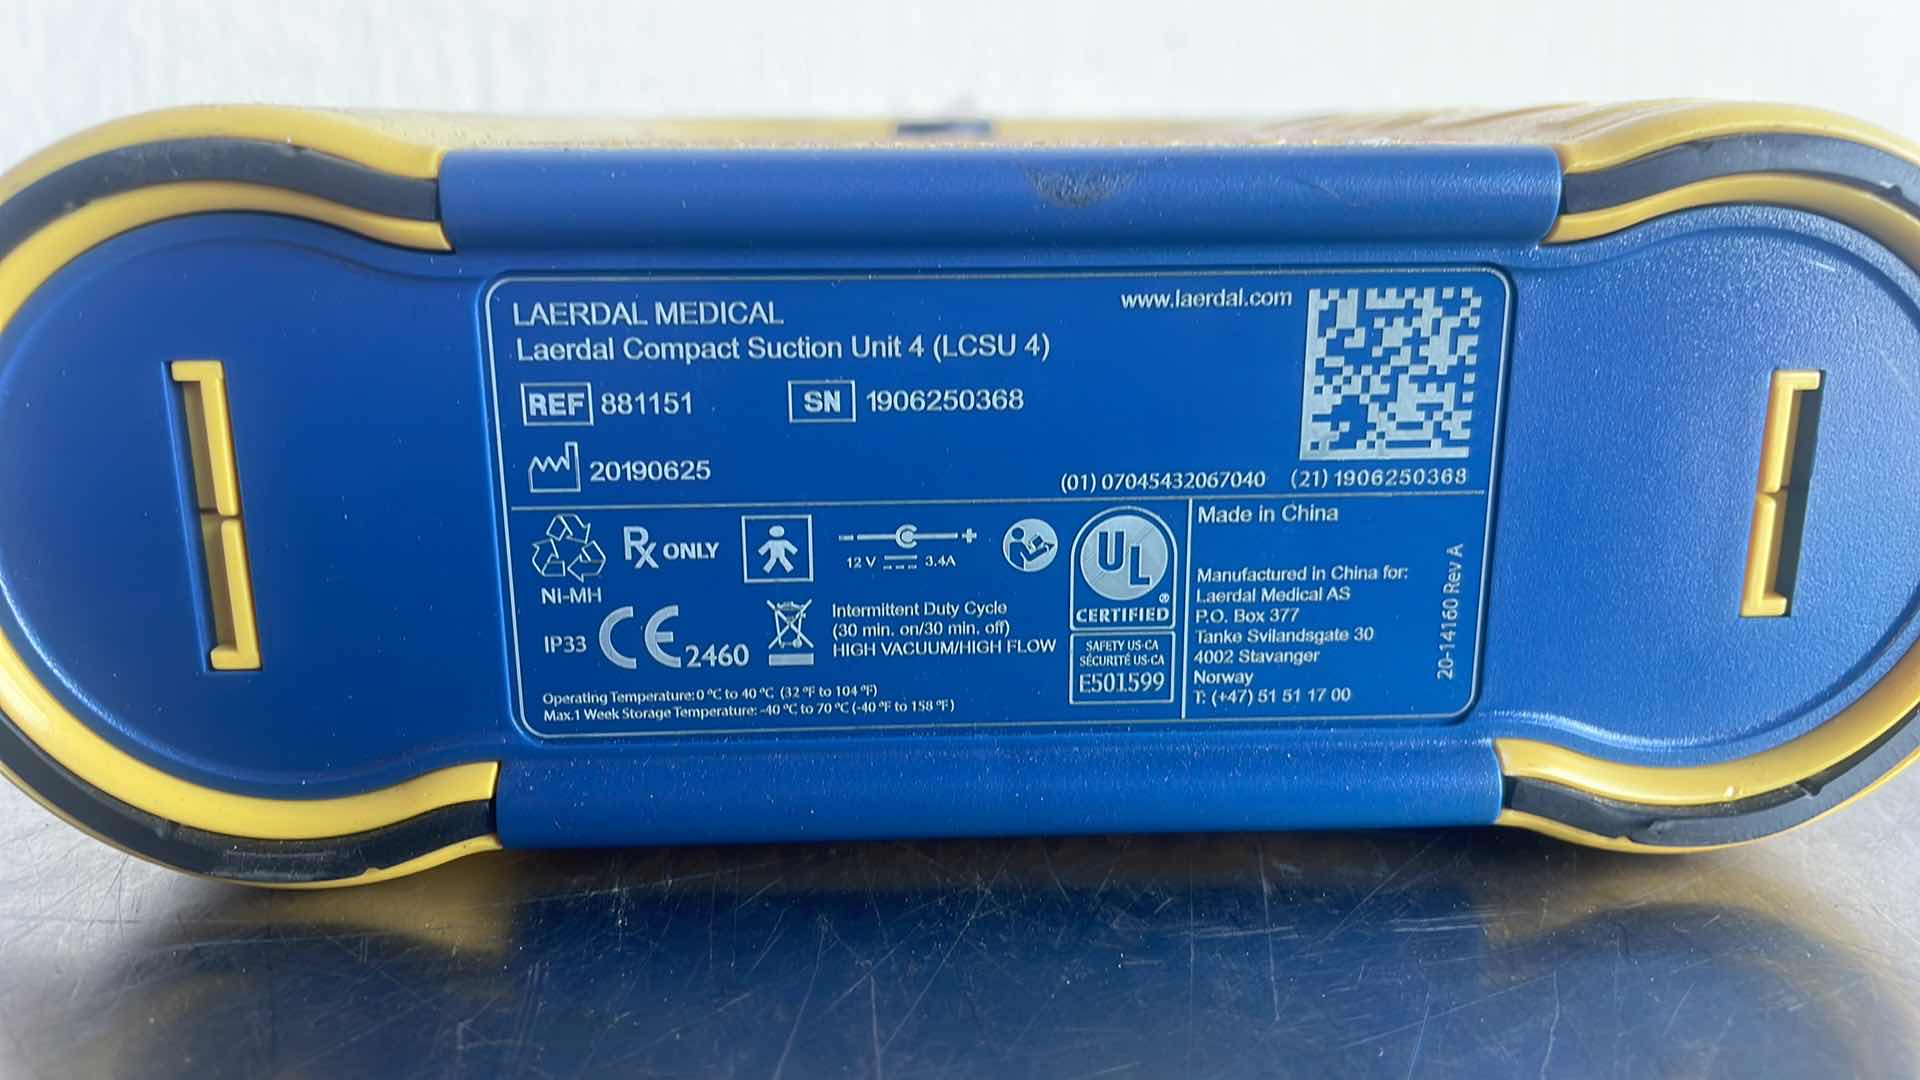 LAERDAL MEDICAL
www.laerdal.com
Laerdal Compact Suction Unit 4 (LCSU 4)
REF 881151
SN 1906250368
20190625
(01) 07045432067040 (21) 1906250368
NI-MH
Rx ONLY
12 V 3.4A
IP33
CE 2460
Intermittent Duty Cycle
(30 min. on/30 min. off)
HIGH VACUUM/HIGH FLOW
Operating Temperature: 0 °C to 40 °C (32 °F to 104 °F)
Max.1 Week Storage Temperature: -40 °C to 70 °C (-40 °F to 158 °F)
UL ®
CERTIFIED
SAFETY US-CA
SÉCURITÉ US-CA
E501599
Made in China
Manufactured in China for:
Laerdal Medical AS
P.O. Box 377
Tanke Svilandsgate 30
4002 Stavanger
Norway
T: (+47) 51 51 17 00
20-14160 Rev A